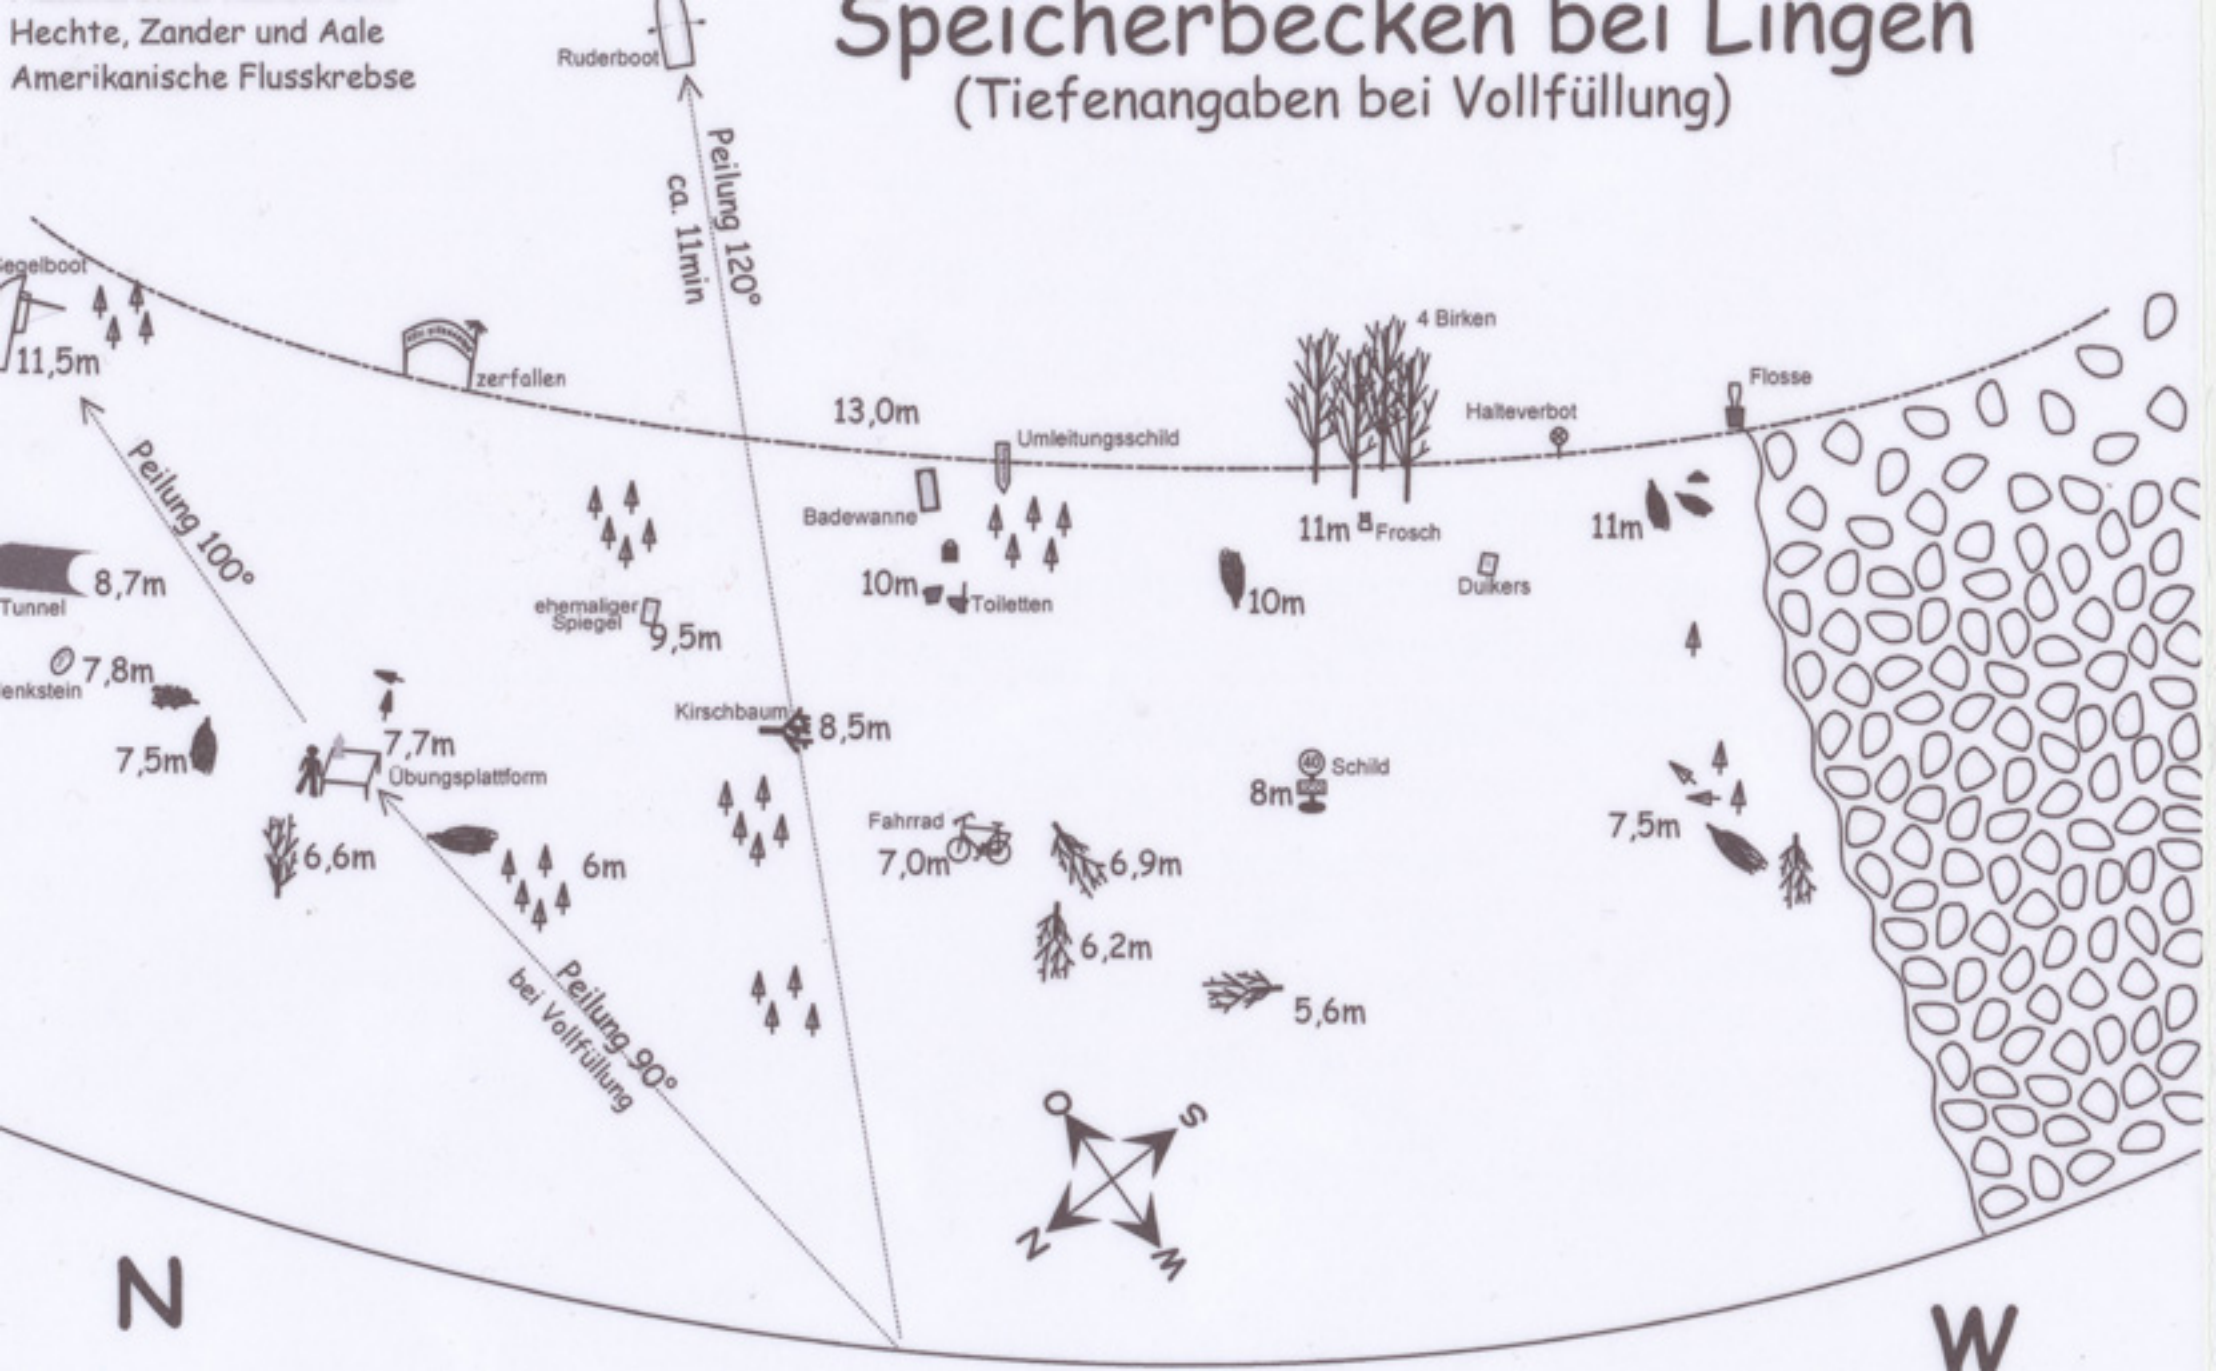 Speicherbecken bei Lingen
(Tiefenangaben bei Vollfüllung)
Hechte, Zander und Aale
Amerikanische Flusskrebse
Ruderboot
Peilung 120°
ca. 11min
11,5m
zerfallen
13,0m
Umleitungsschild
4 Birken
Halteverbot
Flosse
Peilung 100°
Badewanne
11m
Frosch
11m
8,7m
Tunnel
ehemaliger
Spiegel
9,5m
10m
Toiletten
10m
Duikers
7,8m
7,5m
7,7m
Übungsplattform
Kirschbaum
8,5m
40
Schild
8m
6,6m
6m
Fahrrad
7,0m
6,9m
7,5m
6,2m
5,6m
Peilung 90°
bei Vollfüllung
O
S
N
W
N
W